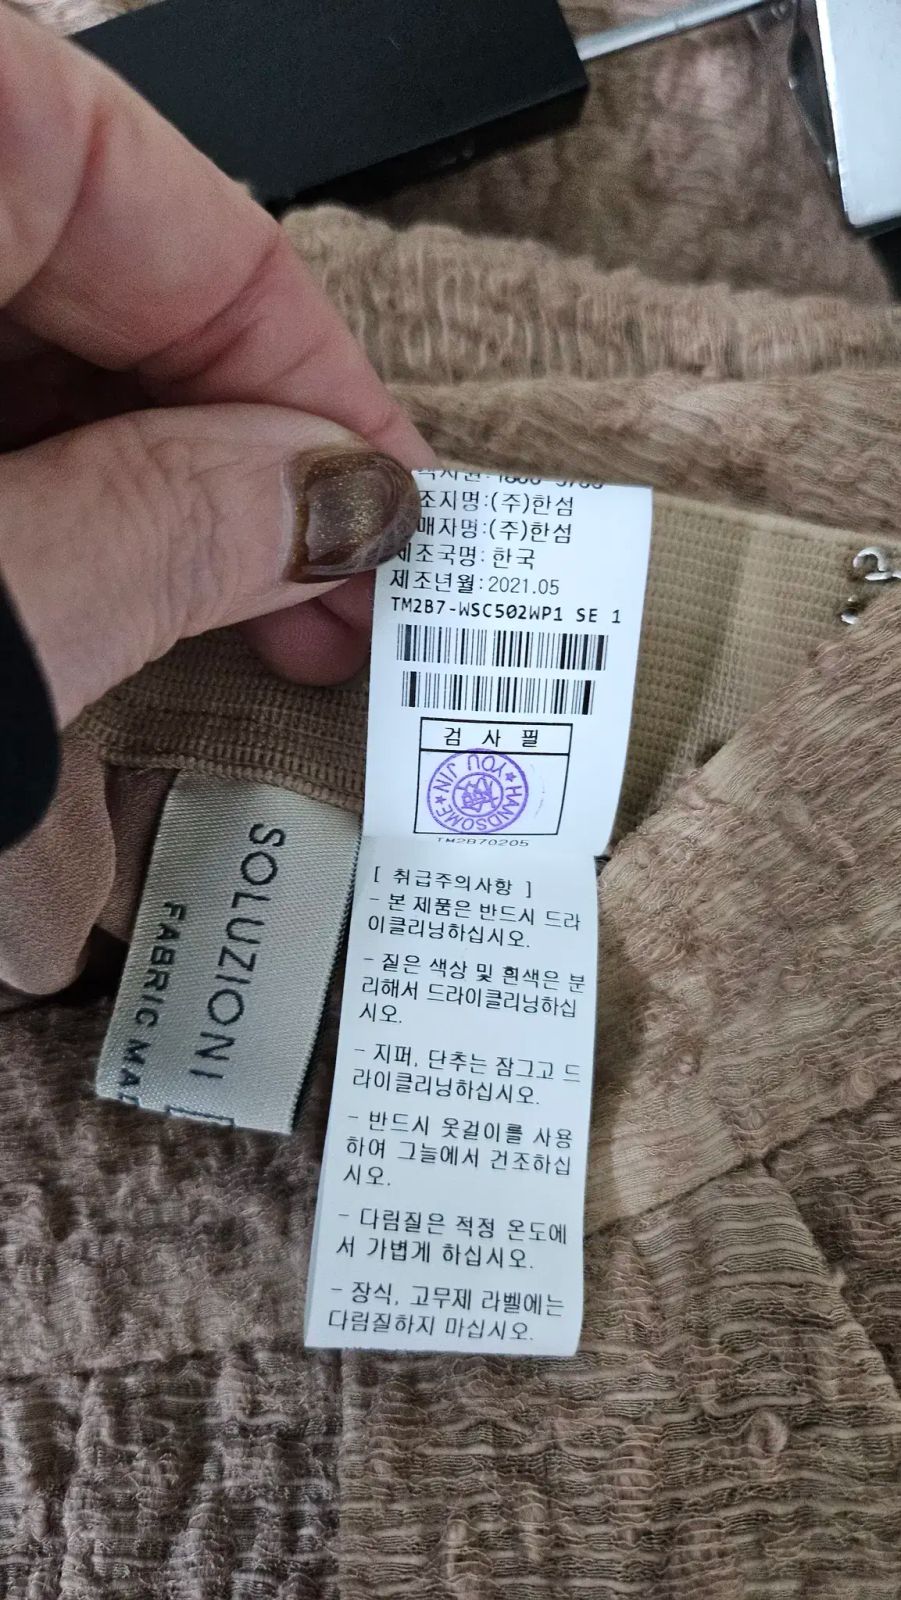 조지명:(주)한섬
매자명:(주)한섬
제조국명: 한국
제조년월:2021.05
TM2B7-WSC502WP1 SE 1
검 사 필
HANDSOME
YOU JIN
TM2B70205
[ 취급주의사항 ]
- 본 제품은 반드시 드라
이클리닝하십시오.
- 짙은 색상 및 흰색은 분
리해서 드라이클리닝하십
시오.
- 지퍼, 단추는 잠그고 드
라이클리닝하십시오.
- 반드시 옷걸이를 사용
하여 그늘에서 건조하십
시오.
- 다림질은 적정 온도에
서 가볍게 하십시오.
- 장식, 고무제 라벨에는
다림질하지 마십시오.
SOLUZIONI
FABRIC MA